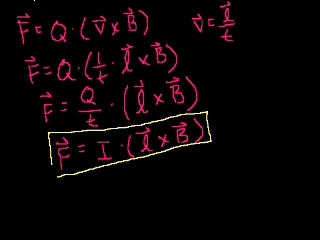 F⃗ = Q · (v⃗ × B⃗) v⃗ = l⃗/t
F⃗ = Q · (1/t · l⃗ × B⃗)
F⃗ = Q/t · (l⃗ × B⃗)
F⃗ = I · (l⃗ × B⃗)